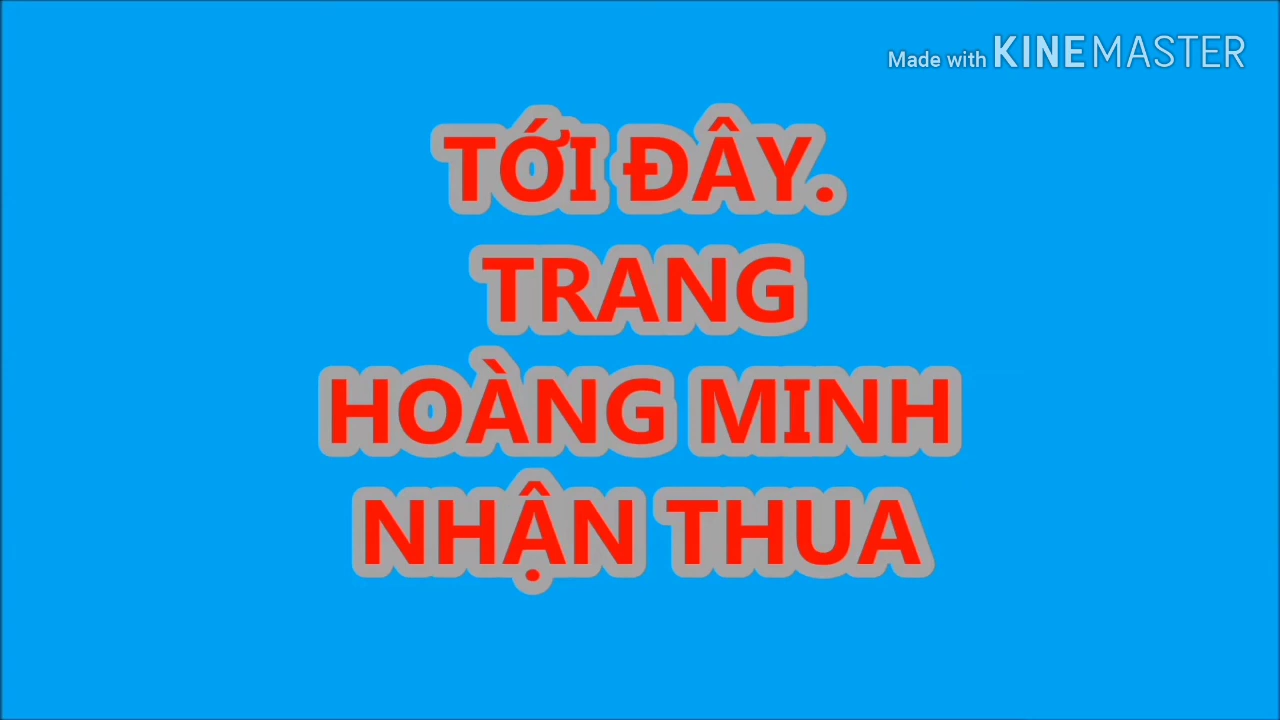 Made with KINEMASTER
TỚI ĐÂY.
TRANG
HOÀNG MINH
NHẬN THUA